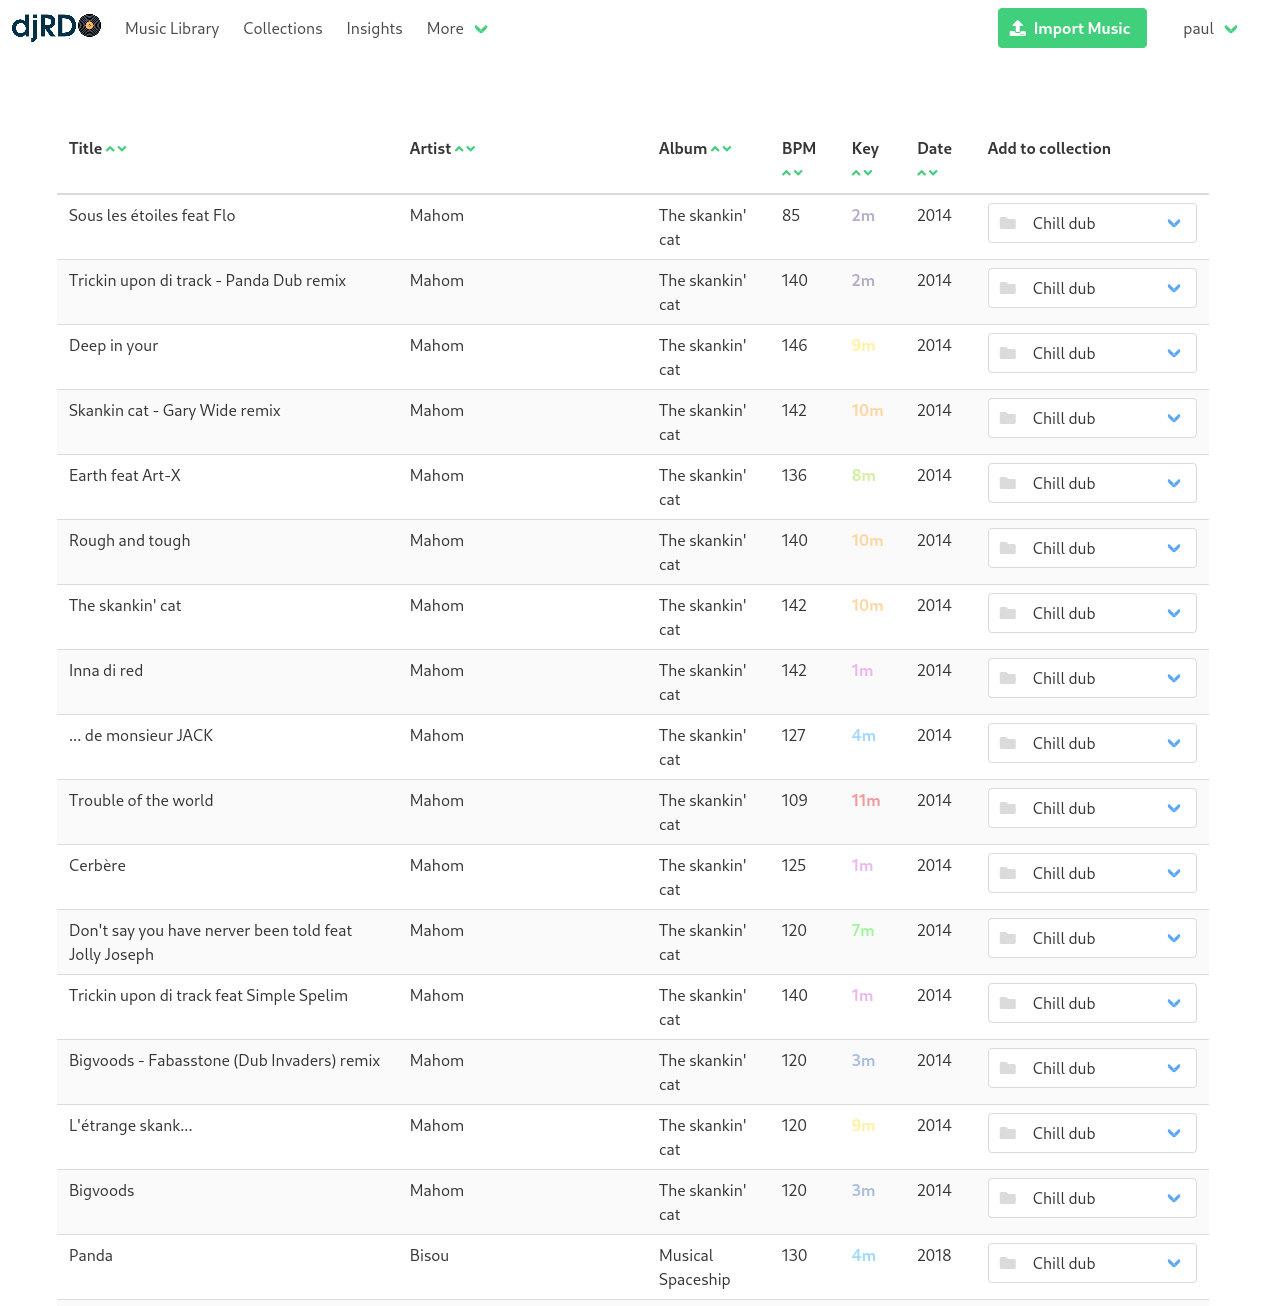 djRDO Music Library Collections Insights More Import Music paul
Title Artist Album BPM Key Date Add to collection
Sous les étoiles feat Flo Mahom The skankin' 85 2m 2014 Chill dub
cat
Trickin upon di track - Panda Dub remix Mahom The skankin' 140 2m 2014 Chill dub
cat
Deep in your Mahom The skankin' 146 9m 2014 Chill dub
cat
Skankin cat - Gary Wide remix Mahom The skankin' 142 10m 2014 Chill dub
cat
Earth feat Art-X Mahom The skankin' 136 8m 2014 Chill dub
cat
Rough and tough Mahom The skankin' 140 10m 2014 Chill dub
cat
The skankin' cat Mahom The skankin' 142 10m 2014 Chill dub
cat
Inna di red Mahom The skankin' 142 1m 2014 Chill dub
cat
... de monsieur JACK Mahom The skankin' 127 4m 2014 Chill dub
cat
Trouble of the world Mahom The skankin' 109 11m 2014 Chill dub
cat
Cerbère Mahom The skankin' 125 1m 2014 Chill dub
cat
Don't say you have nerver been told feat Mahom The skankin' 120 7m 2014 Chill dub
Jolly Joseph cat
Trickin upon di track feat Simple Spelim Mahom The skankin' 140 1m 2014 Chill dub
cat
Bigvoods - Fabasstone (Dub Invaders) remix Mahom The skankin' 120 3m 2014 Chill dub
cat
L'étrange skank... Mahom The skankin' 120 9m 2014 Chill dub
cat
Bigvoods Mahom The skankin' 120 3m 2014 Chill dub
cat
Panda Bisou Musical 130 4m 2018 Chill dub
Spaceship